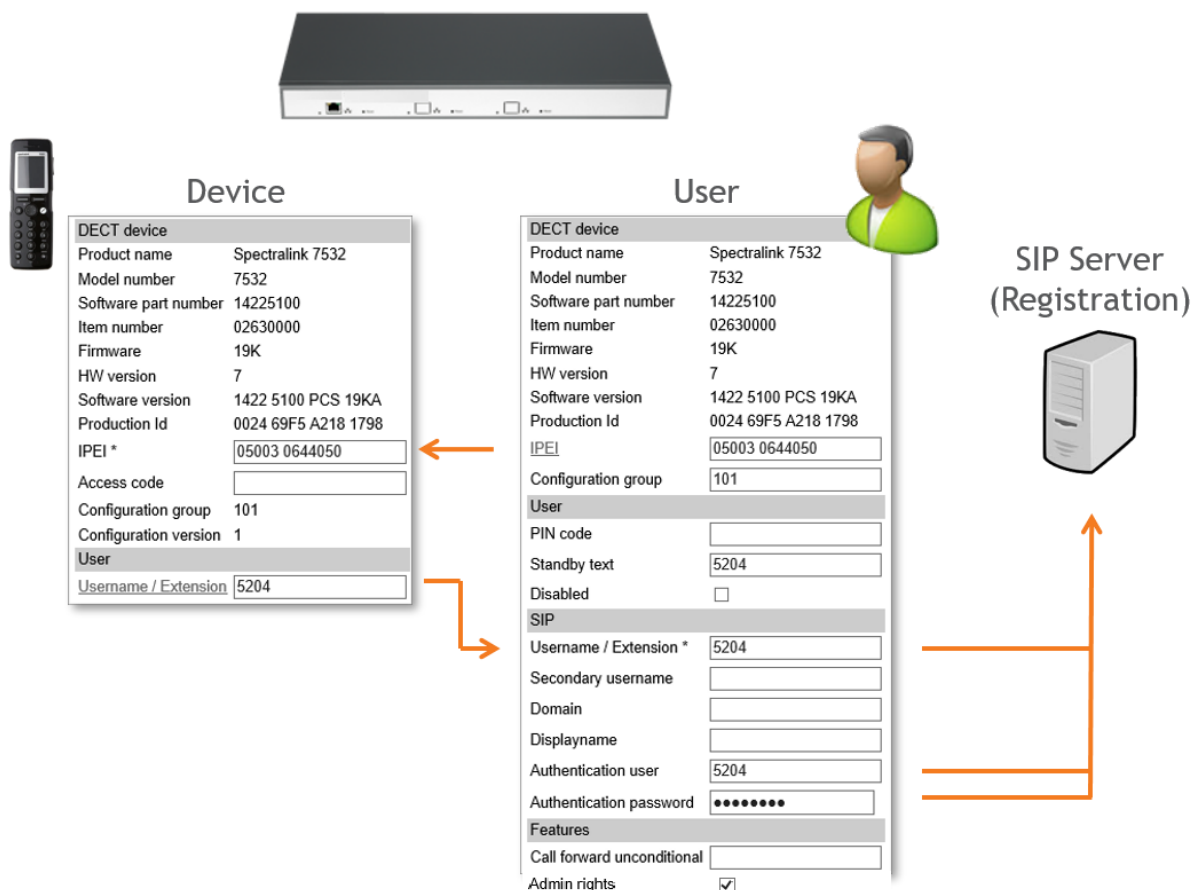 Device
DECT device
Product name Spectralink 7532
Model number 7532
Software part number 14225100
Item number 02630000
Firmware 19K
HW version 7
Software version 1422 5100 PCS 19KA
Production Id 0024 69F5 A218 1798
IPEI * 05003 0644050
Access code
Configuration group 101
Configuration version 1
User
Username / Extension 5204
User
DECT device
Product name Spectralink 7532
Model number 7532
Software part number 14225100
Item number 02630000
Firmware 19K
HW version 7
Software version 1422 5100 PCS 19KA
Production Id 0024 69F5 A218 1798
IPEI 05003 0644050
Configuration group 101
User
PIN code
Standby text 5204
Disabled
SIP
Username / Extension * 5204
Secondary username
Domain
Displayname
Authentication user 5204
Authentication password ●●●●●●●●
Features
Call forward unconditional
Admin rights
SIP Server
(Registration)